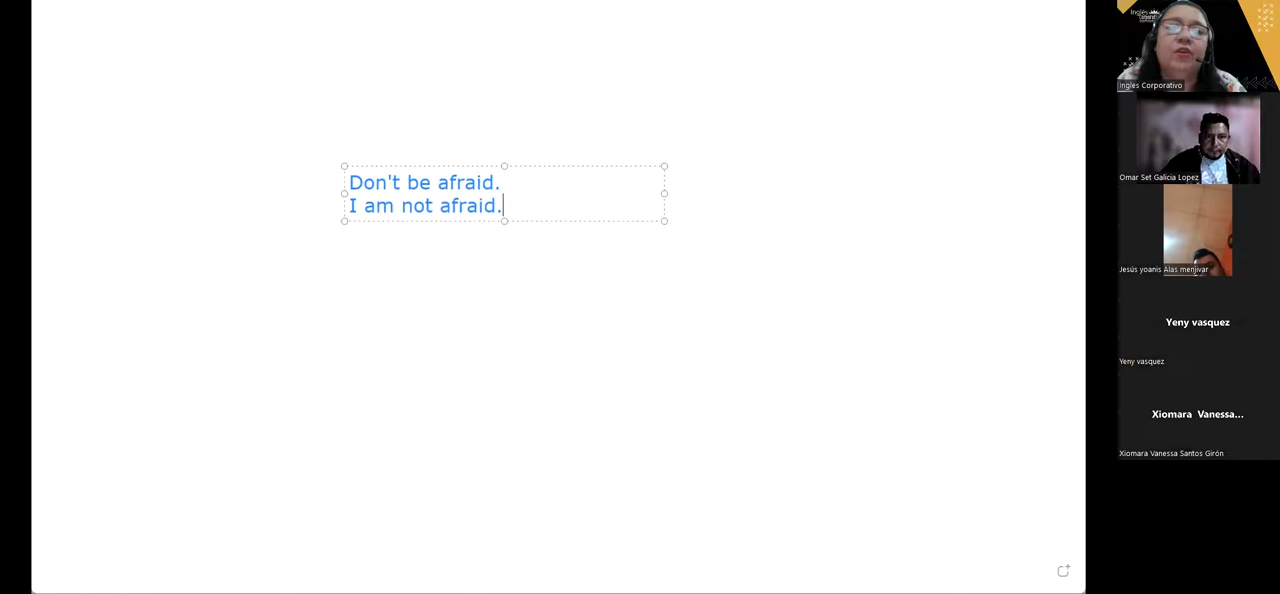 Don't be afraid.
I am not afraid.
Inglés
Ingles Corporativo
Omar Set Galicia Lopez
Jesús yoanis Alas menjivar
Yeny vasquez
Yeny vasquez
Xiomara Vanessa...
Xiomara Vanessa Santos Girón